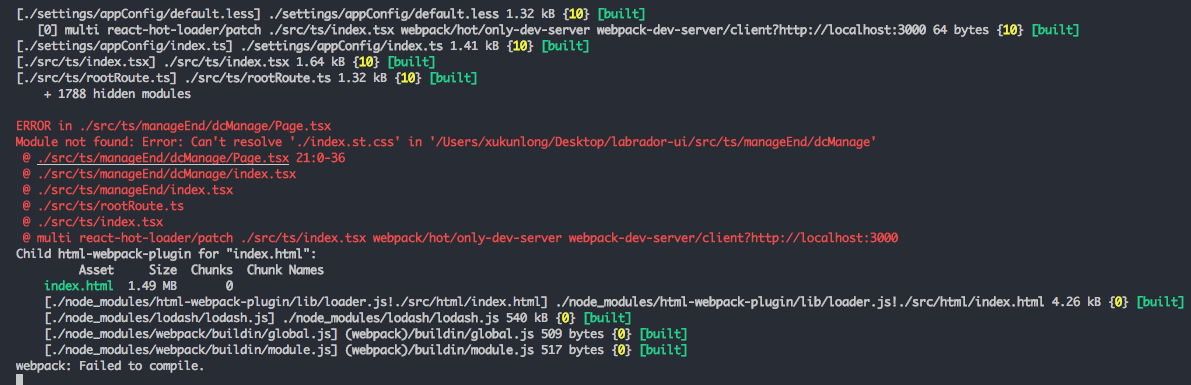 [./settings/appConfig/default.less] ./settings/appConfig/default.less 1.32 kB {10} [built]
[0] multi react-hot-loader/patch ./src/ts/index.tsx webpack/hot/only-dev-server webpack-dev-server/client?http://localhost:3000 64 bytes {10} [built]
[./settings/appConfig/index.ts] ./settings/appConfig/index.ts 1.41 kB {10} [built]
[./src/ts/index.tsx] ./src/ts/index.tsx 1.64 kB {10} [built]
[./src/ts/rootRoute.ts] ./src/ts/rootRoute.ts 1.32 kB {10} [built]
+ 1788 hidden modules
ERROR in ./src/ts/manageEnd/dcManage/Page.tsx
Module not found: Error: Can't resolve './index.st.css' in '/Users/xukunlong/Desktop/labrador-ui/src/ts/manageEnd/dcManage'
@ ./src/ts/manageEnd/dcManage/Page.tsx 21:0-36
@ ./src/ts/manageEnd/dcManage/index.tsx
@ ./src/ts/manageEnd/index.tsx
@ ./src/ts/rootRoute.ts
@ ./src/ts/index.tsx
@ multi react-hot-loader/patch ./src/ts/index.tsx webpack/hot/only-dev-server webpack-dev-server/client?http://localhost:3000
Child html-webpack-plugin for "index.html":
Asset Size Chunks Chunk Names
index.html 1.49 MB 0
[./node_modules/html-webpack-plugin/lib/loader.js!./src/html/index.html] ./node_modules/html-webpack-plugin/lib/loader.js!./src/html/index.html 4.26 kB {0} [built]
[./node_modules/lodash/lodash.js] ./node_modules/lodash/lodash.js 540 kB {0} [built]
[./node_modules/webpack/buildin/global.js] (webpack)/buildin/global.js 509 bytes {0} [built]
[./node_modules/webpack/buildin/module.js] (webpack)/buildin/module.js 517 bytes {0} [built]
webpack: Failed to compile.